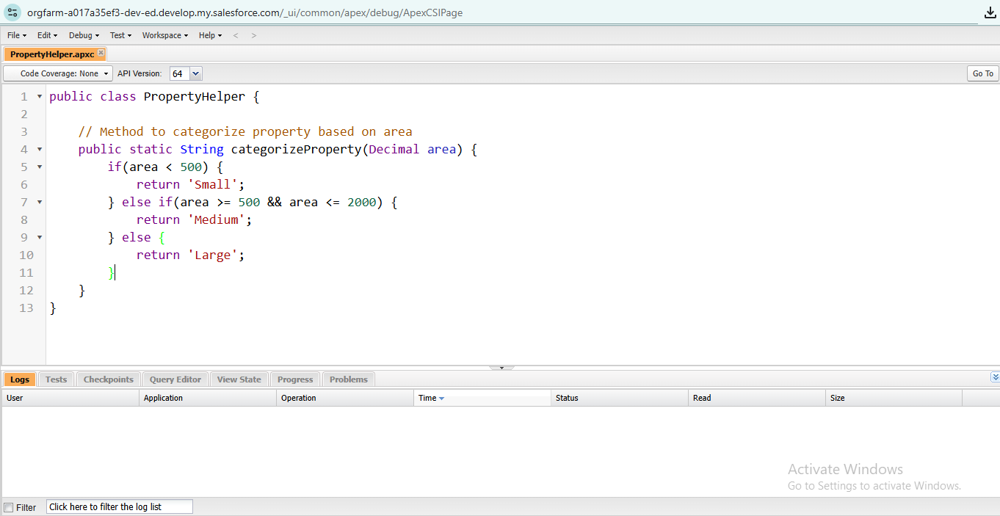 orgfarm-a017a35ef3-dev-ed.develop.my.salesforce.com/_ui/common/apex/debug/ApexCSIPage
File Edit Debug Test Workspace Help < >
PropertyHelper.apxc
Code Coverage: None API Version: 64 Go To
1 public class PropertyHelper {
2
3 // Method to categorize property based on area
4 public static String categorizeProperty(Decimal area) {
5 if(area < 500) {
6 return 'Small';
7 } else if(area >= 500 && area <= 2000) {
8 return 'Medium';
9 } else {
10 return 'Large';
11 }
12 }
13 }
Logs Tests Checkpoints Query Editor View State Progress Problems
User Application Operation Time Status Read Size
Activate Windows
Go to Settings to activate Windows.
Filter Click here to filter the log list